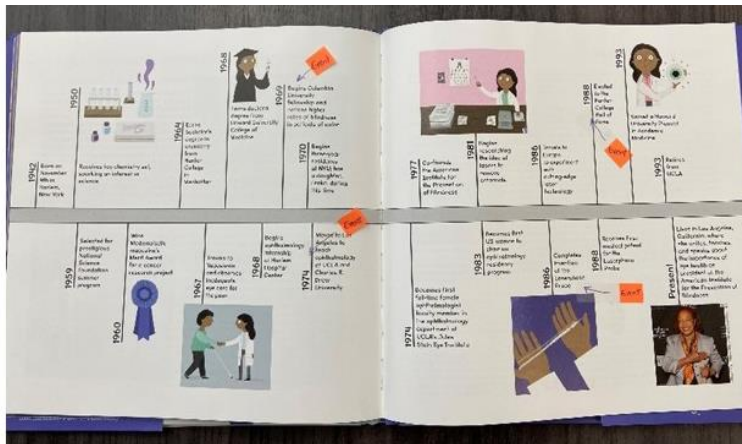 1942
Born on
November
4th in
Harlem,
New York
1950
Receives her chemistry set,
sparking an interest in
science
1964
Earns
bachelor's
degree in
chemistry
from
Hunter
College
in
Manhattan
1968
Earns doctoral
degree from
Howard University
College of
Medicine
1969
Begins Columbia
University
fellowship and
notices higher
rates of blindness
in patients of color
Event
1970
Begins
residency
at NYU; has
a daughter,
during
this time
1959
Selected for
prestigious
National
Science
Foundation
summer
program
1960
Wins
Mademoiselle
magazine's
Merit Award
for a cancer
research project
1967
Travels to
Yugoslavia
and observes
inadequate
eye care for
the poor
1968
Begins
ophthalmology
internship
at Harlem
Hospital
Center
1974
Moves to Los
Angeles to
teach
ophthalmology
at UCLA and
Charles R.
Drew
University
Event
1977
Cofounds
the American
Institute for
the Prevention
of Blindness
1981
Begins
researching
the idea of
lasers to
remove
cataracts
1986
Travels to
Europe
to experiment
with
cutting-edge
laser
technology
1988
Elected
to the
Hunter
College
Hall of
Fame
Event
1993
Named a Howard
University Pioneer
in Academic
Medicine
1993
Retires
from
UCLA
1974
Becomes first
full-time female
ophthalmologist
faculty member in
the ophthalmology
department at
UCLA's Jules
Stein Eye Institute
1983
Becomes first
US woman to
chair an
ophthalmology
residency
program
1986
Completes
invention
of the
Laserphaco
Probe
Event
1988
Receives first
medical patent
for the
Laserphaco
Probe
Present
Lives in Los Angeles,
California, where
she writes, teaches,
and speaks about
the importance of
eye health as
president of
the American
Institute for
the Prevention of
Blindness